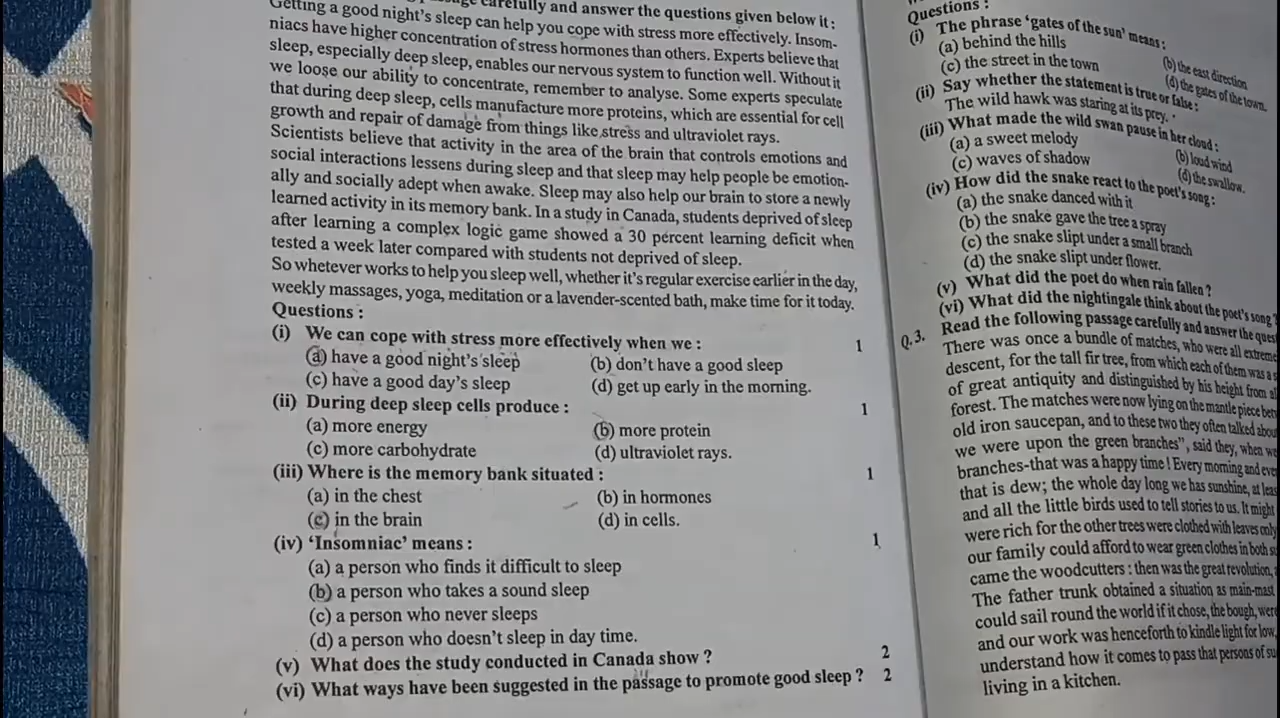 carefully and answer the questions given below it :
Getting a good night's sleep can help you cope with stress more effectively. Insom-
niacs have higher concentration of stress hormones than others. Experts believe that
sleep, especially deep sleep, enables our nervous system to function well. Without it
we loose our ability to concentrate, remember to analyse. Some experts speculate
that during deep sleep, cells manufacture more proteins, which are essential for cell
growth and repair of damage from things like stress and ultraviolet rays.
Scientists believe that activity in the area of the brain that controls emotions and
social interactions lessens during sleep and that sleep may help people be emotion-
ally and socially adept when awake. Sleep may also help our brain to store a newly
learned activity in its memory bank. In a study in Canada, students deprived of sleep
after learning a complex logic game showed a 30 percent learning deficit when
tested a week later compared with students not deprived of sleep.
So whetever works to help you sleep well, whether it's regular exercise earlier in the day,
weekly massages, yoga, meditation or a lavender-scented bath, make time for it today.
Questions :
(i) We can cope with stress more effectively when we : 1
(a) have a good night's sleep (b) don't have a good sleep
(c) have a good day's sleep (d) get up early in the morning.
(ii) During deep sleep cells produce : 1
(a) more energy (b) more protein
(c) more carbohydrate (d) ultraviolet rays.
(iii) Where is the memory bank situated : 1
(a) in the chest (b) in hormones
(c) in the brain (d) in cells.
(iv) 'Insomniac' means : 1
(a) a person who finds it difficult to sleep
(b) a person who takes a sound sleep
(c) a person who never sleeps
(d) a person who doesn't sleep in day time.
(v) What does the study conducted in Canada show ? 2
(vi) What ways have been suggested in the passage to promote good sleep ? 2
Questions :
(i) The phrase 'gates of the sun' means :
(a) behind the hills (b) the east direction
(c) the street in the town (d) the gates of the town.
(ii) Say whether the statement is true or false :
The wild hawk was staring at its prey.
(iii) What made the wild swan pause in her cloud :
(a) a sweet melody (b) loud wind
(c) waves of shadow (d) the swallow.
(iv) How did the snake react to the poet's song :
(a) the snake danced with it
(b) the snake gave the tree a spray
(c) the snake slipt under a small branch
(d) the snake slipt under flower.
(v) What did the poet do when rain fallen ?
(vi) What did the nightingale think about the poet's song ?
Q.3. Read the following passage carefully and answer the
There was once a bundle of matches, who were all
descent, for the tall fir tree, from which each of them was a
of great antiquity and distinguished by his height from
forest. The matches were now lying on the mantle piece
old iron saucepan, and to these two they often talked
we were upon the green branches", said they, when
branches-that was a happy time ! Every morning and
that is dew; the whole day long we has sunshine, at
and all the little birds used to tell stories to us. It might
were rich for the other trees were clothed with leaves only
our family could afford to wear green clothes in both
came the woodcutters : then was the great revolution,
The father trunk obtained a situation as main-mast
could sail round the world if it chose, the bough,
and our work was henceforth to kindle light for low
understand how it comes to pass that persons of
living in a kitchen.